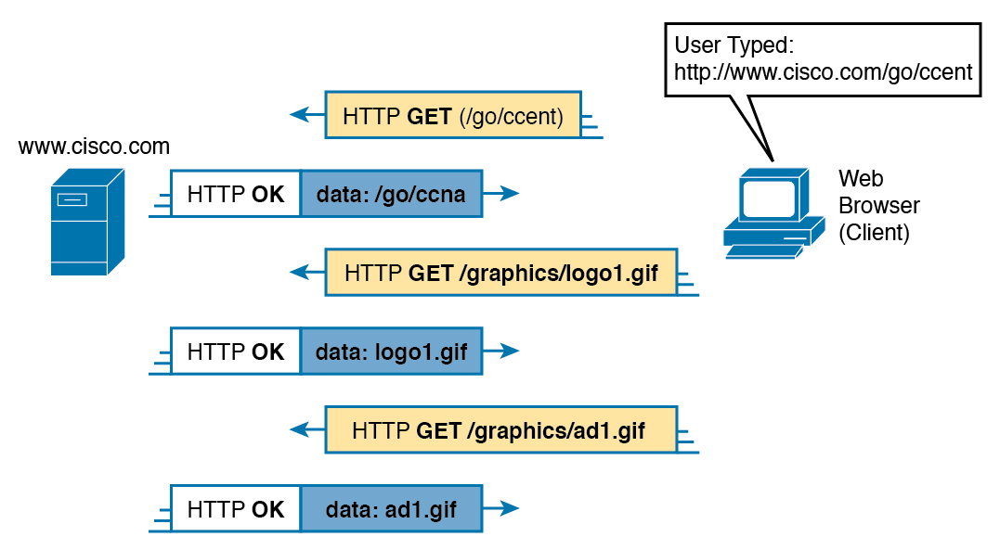 User Typed:
http://www.cisco.com/go/ccent
HTTP GET (/go/ccent)
www.cisco.com
HTTP OK data: /go/ccna
Web
Browser
(Client)
HTTP GET /graphics/logo1.gif
HTTP OK data: logo1.gif
HTTP GET /graphics/ad1.gif
HTTP OK data: ad1.gif